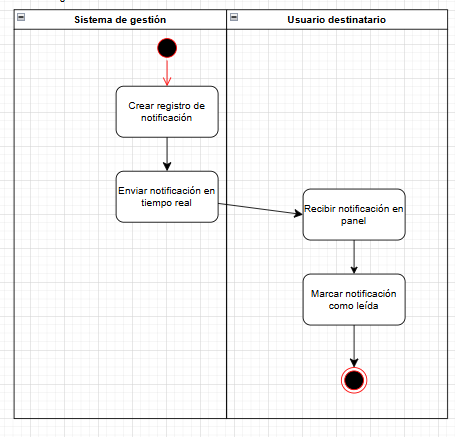 Sistema de gestión
Usuario destinatario
Crear registro de
notificación
Enviar notificación en
tiempo real
Recibir notificación en
panel
Marcar notificación
como leída